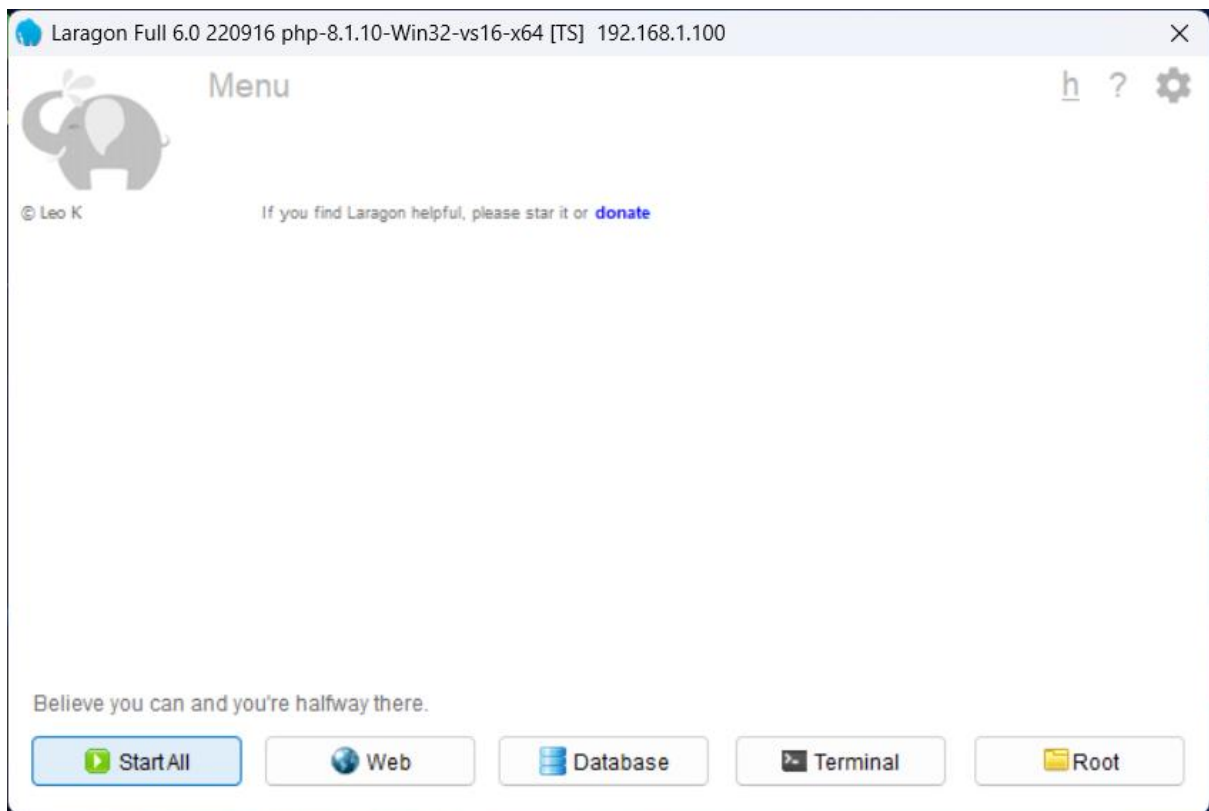 Laragon Full 6.0 220916 php-8.1.10-Win32-vs16-x64 [TS] 192.168.1.100
Menu
h ?
© Leo K
If you find Laragon helpful, please star it or donate
Believe you can and you're halfway there.
Start All
Web
Database
Terminal
Root